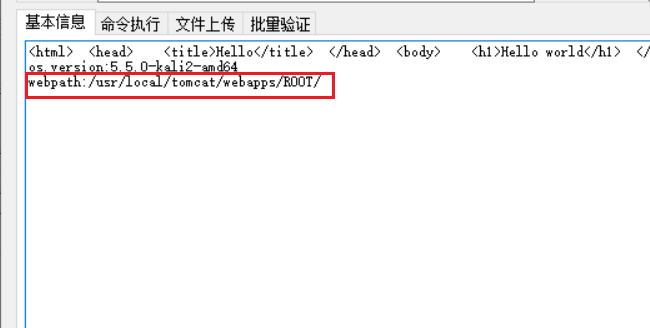 基本信息 命令执行 文件上传 批量验证
<html> <head> <title>Hello</title> </head> <body> <h1>Hello world</h1> </
os.version:5.5.0-kali2-amd64
webpath:/usr/local/tomcat/webapps/ROOT/